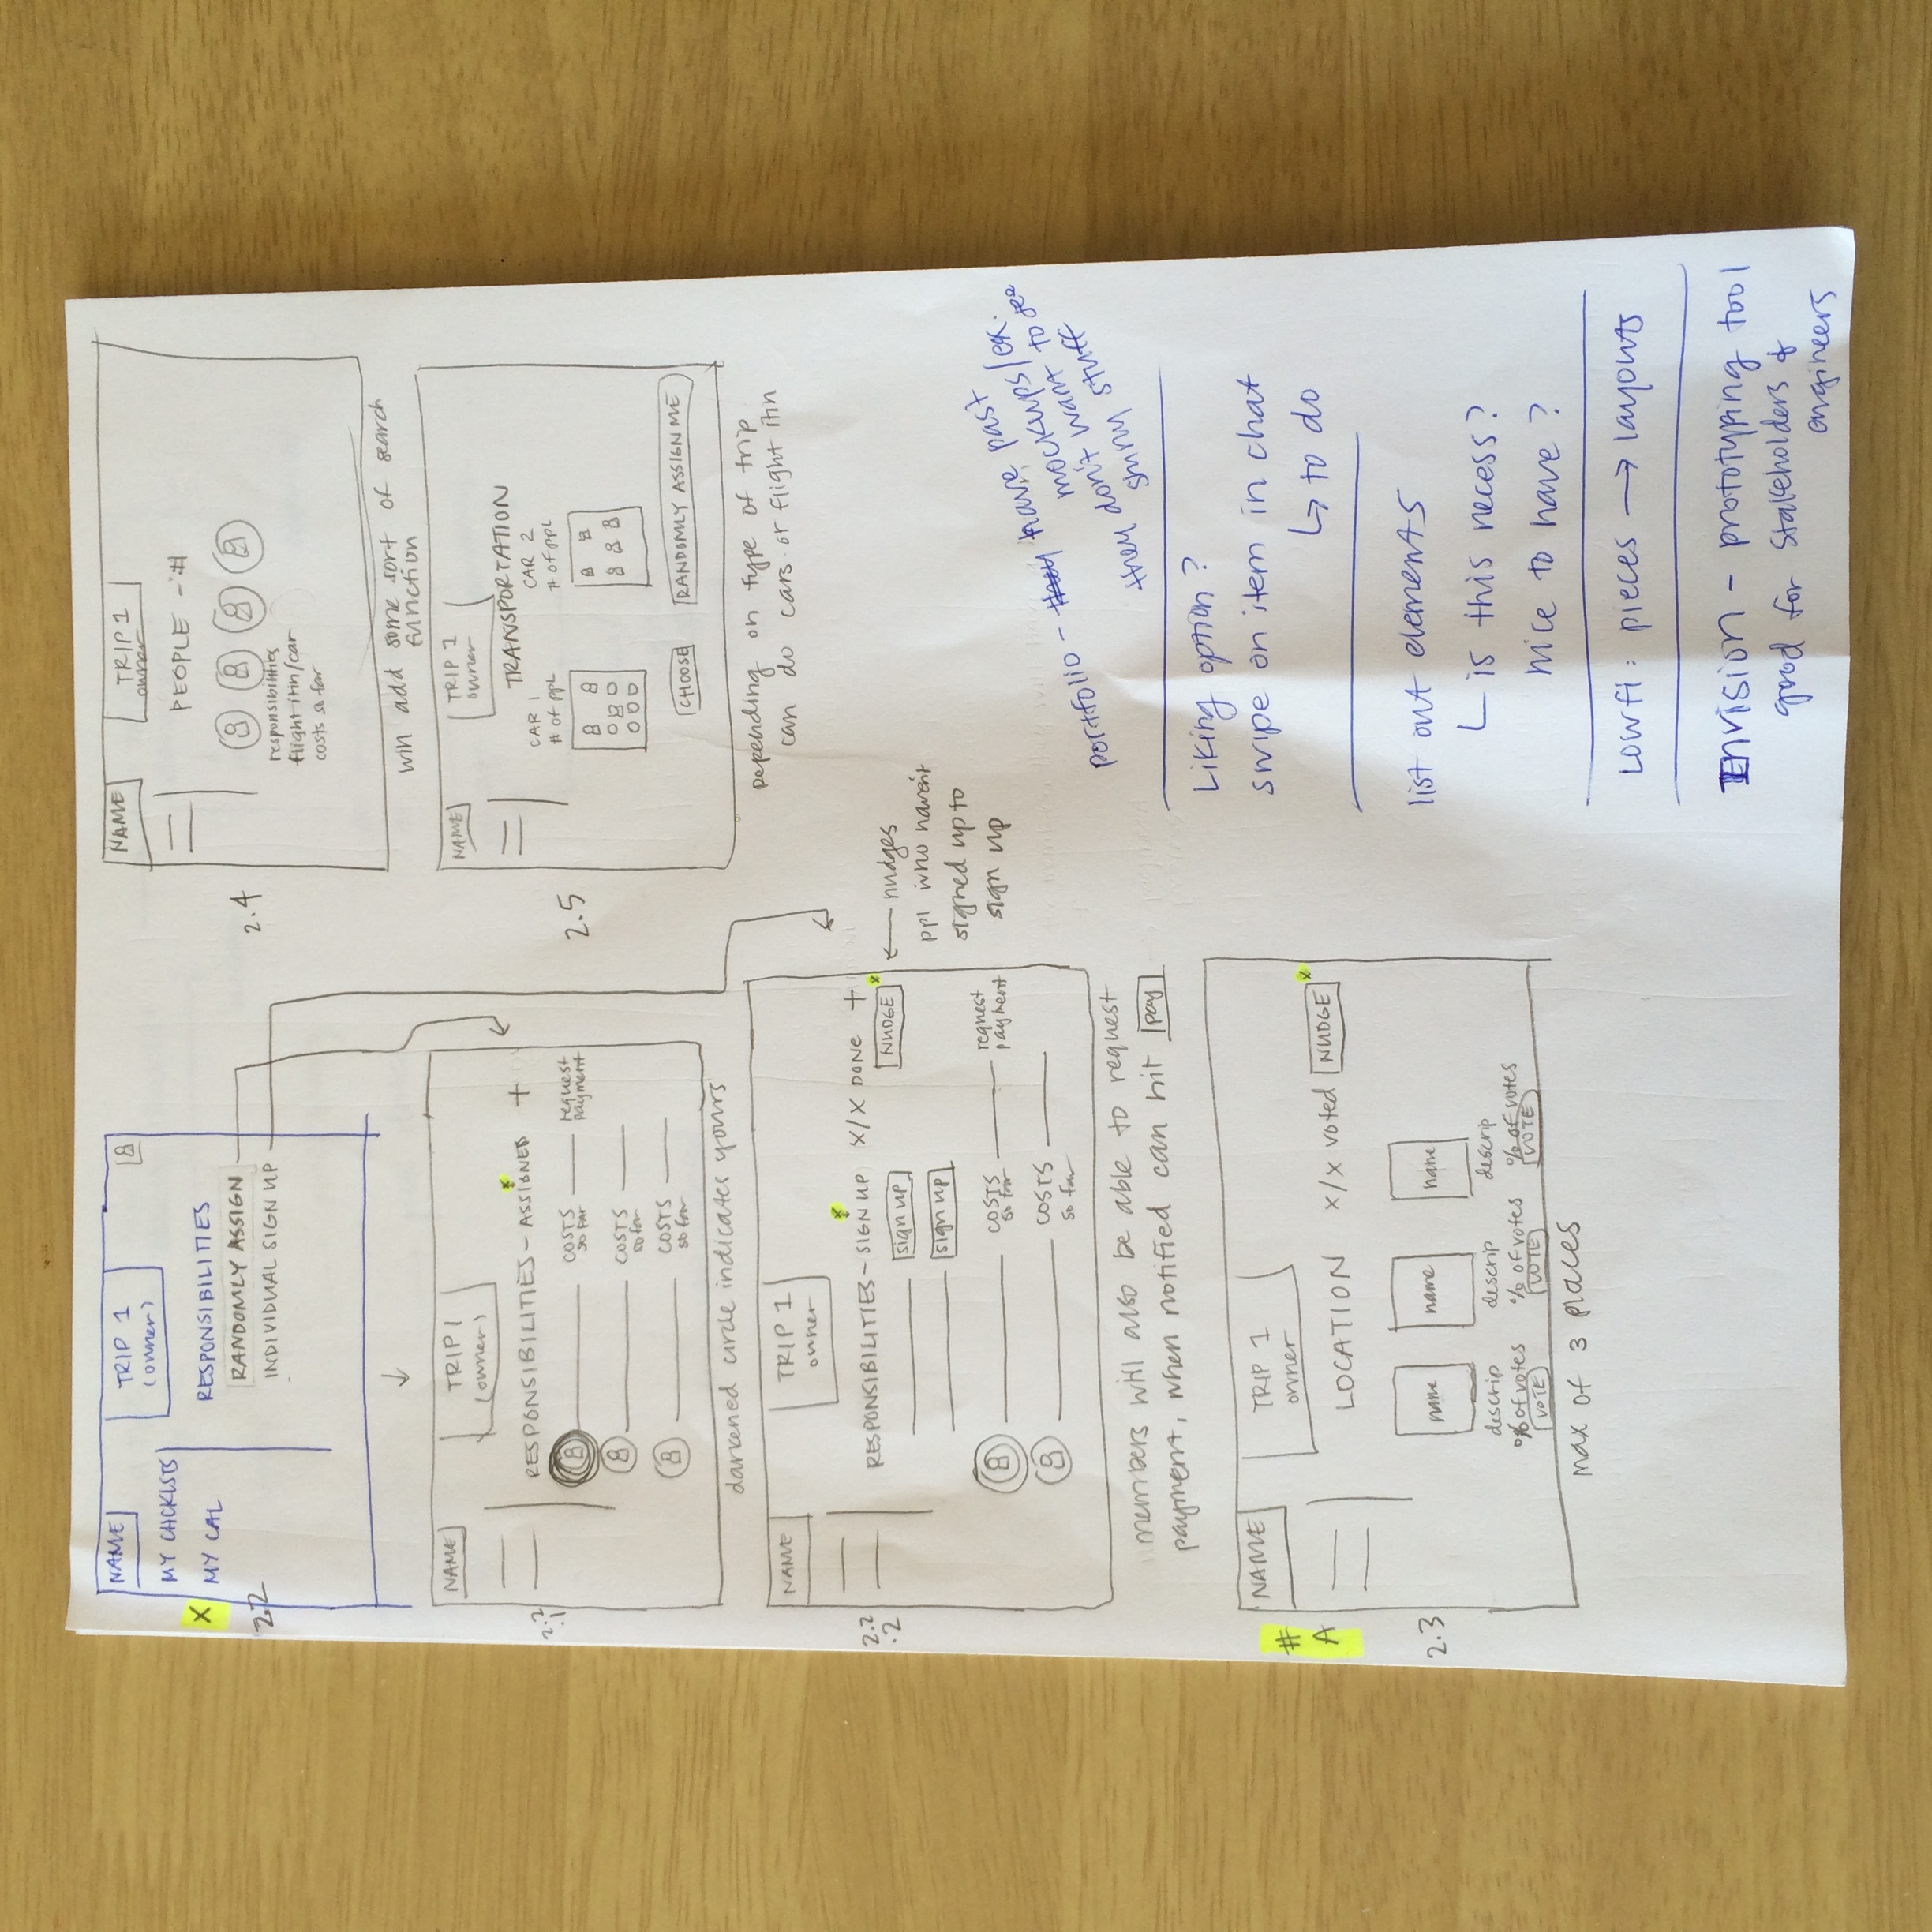 NAME
TRIP 1
(owner)
MY CHCKLISTS
X
MY CAL
2.2
RESPONSIBILITIES
RANDOMLY ASSIGN
INDIVIDUAL SIGN UP
NAME
TRIP 1
(owner)
2.2
.1
RESPONSIBILITIES - ASSIGNED +
x
COSTS
so far
request
payment
COSTS
so far
COSTS
so far
darkened circle indicates yours
NAME
TRIP 1
owner
2.2
.2
x
RESPONSIBILITIES - SIGN UP x/x DONE +
NUDGE
x
sign up
sign up
COSTS
so far
request
payment
COSTS
so far
nudges
ppl who haven't
signed up to
sign up
members will also be able to request
payment, when notified can hit pay
#
A
2.3
NAME
TRIP 1
owner
LOCATION x/x voted NUDGE
x
name name name
descrip descrip descrip
% of votes % of votes % of votes
VOTE VOTE VOTE
max of 3 places
2.4
NAME
TRIP 1
owner
PEOPLE - #
responsibilities
flight itin/car
costs so far
will add some sort of search
function
2.5
NAME
TRIP 1
owner
TRANSPORTATION
CAR 1
# of ppl
CAR 2
# of ppl
CHOOSE
RANDOMLY ASSIGN ME
Depending on type of trip
can do cars or flight itin
portfolio - they have past
mockups/ex.
they don't want to see
shiny stuff
Liking option?
swipe on item in chat
↳ to do
list out elements
is this necess?
nice to have?
Lowfi: pieces → layouts
Invision - prototyping tool
good for stakeholders &
engineers